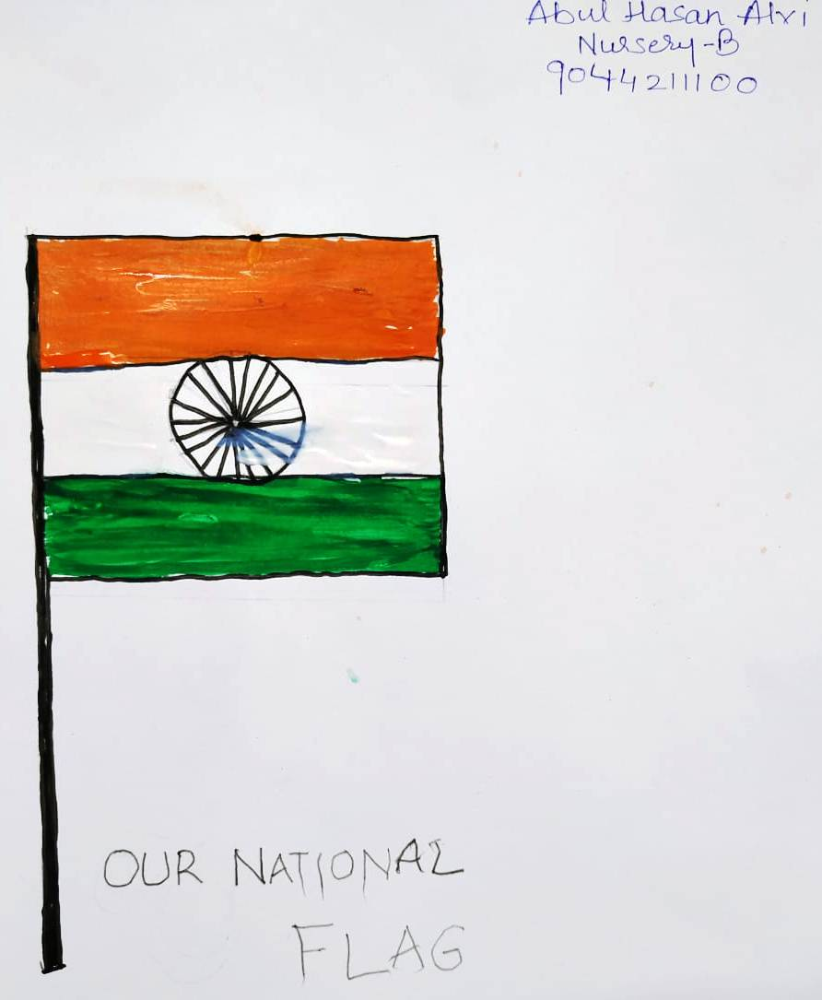 Abul Hasan Alvi
Nursery-B
9044211100
OUR NATIONAL
FLAG